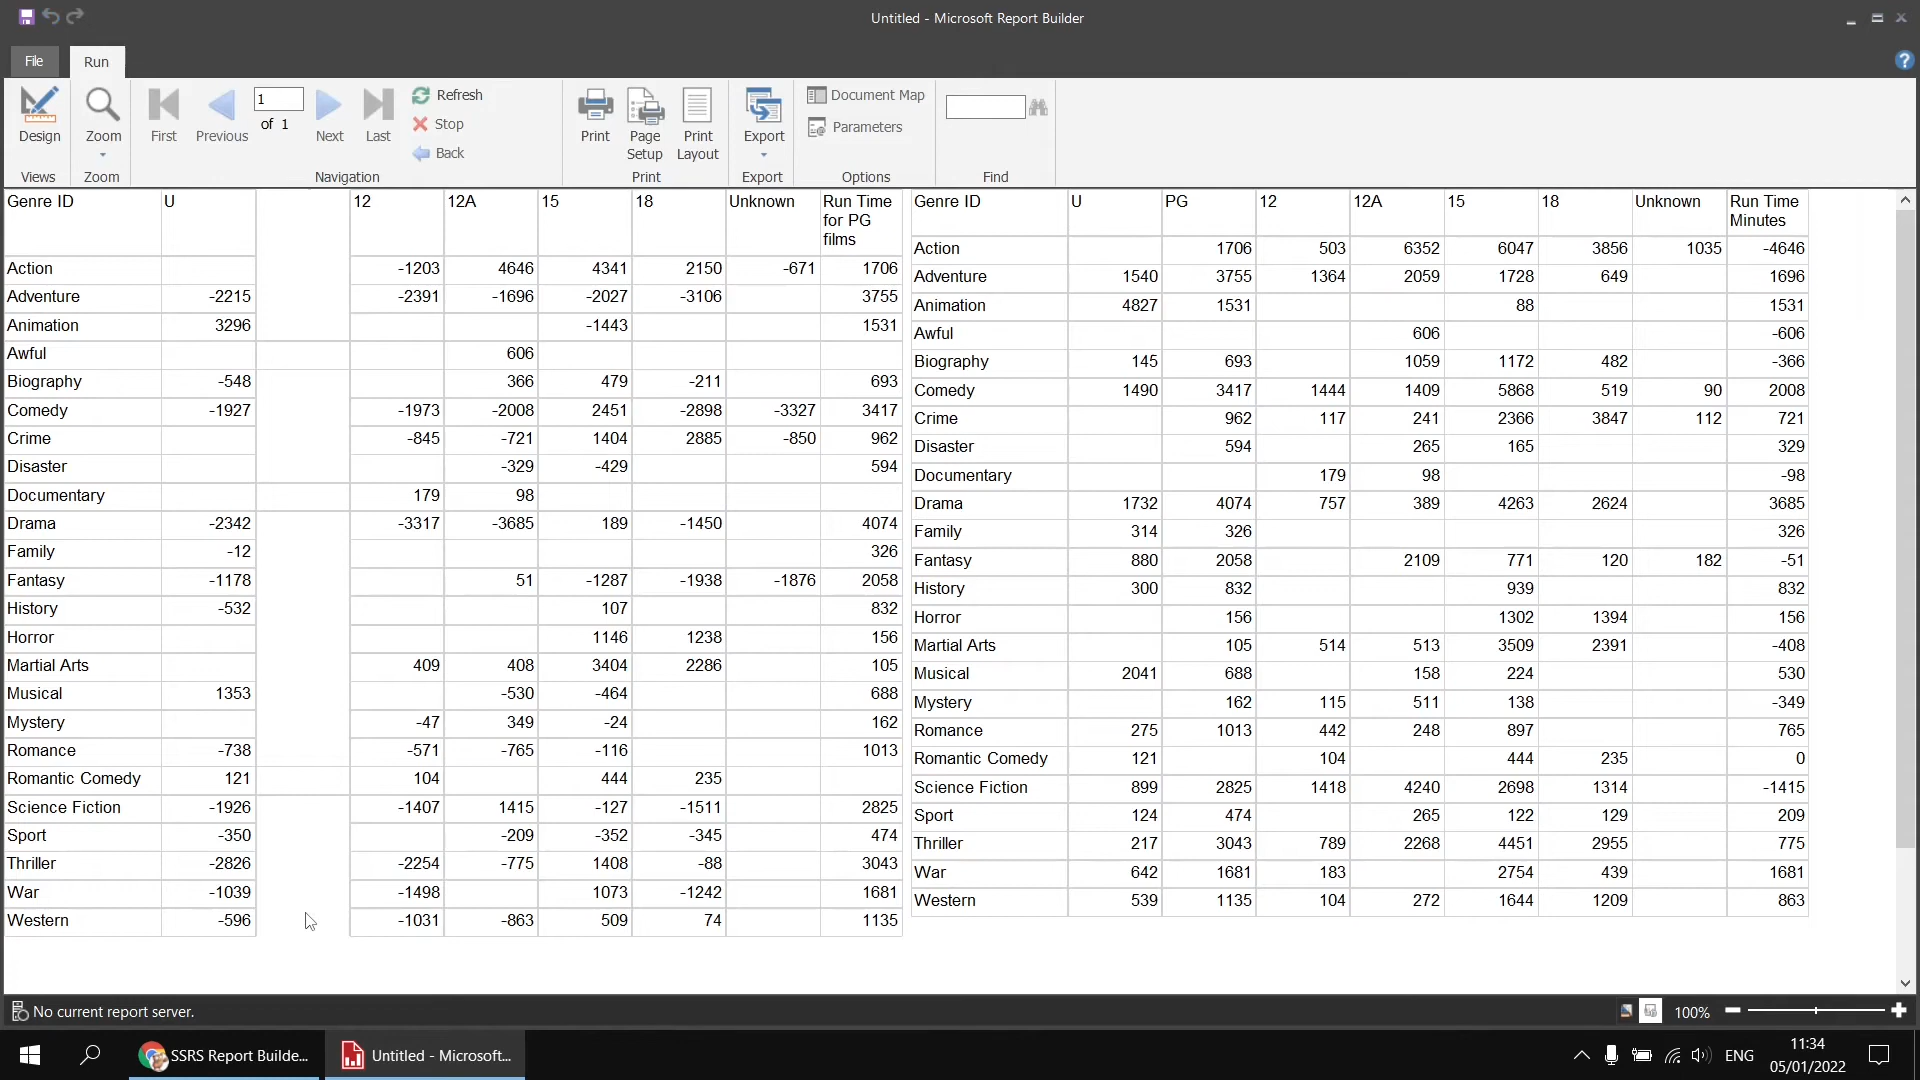 Untitled - Microsoft Report Builder
File Run
Design
Zoom
First
Previous
1
of 1
Next
Last
Refresh
Stop
Back
Print
Page Setup
Print Layout
Export
Document Map
Parameters
Views Zoom Navigation Print Export Options Find
Genre ID U 12 12A 15 18 Unknown Run Time for PG films
Action -1203 4646 4341 2150 -671 1706
Adventure -2215 -2391 -1696 -2027 -3106 3755
Animation 3296 -1443 1531
Awful 606
Biography -548 366 479 -211 693
Comedy -1927 -1973 -2008 2451 -2898 -3327 3417
Crime -845 -721 1404 2885 -850 962
Disaster -329 -429 594
Documentary 179 98
Drama -2342 -3317 -3685 189 -1450 4074
Family -12 326
Fantasy -1178 51 -1287 -1938 -1876 2058
History -532 107 832
Horror 1146 1238 156
Martial Arts 409 408 3404 2286 105
Musical 1353 -530 -464 688
Mystery -47 349 -24 162
Romance -738 -571 -765 -116 1013
Romantic Comedy 121 104 444 235
Science Fiction -1926 -1407 1415 -127 -1511 2825
Sport -350 -209 -352 -345 474
Thriller -2826 -2254 -775 1408 -88 3043
War -1039 -1498 1073 -1242 1681
Western -596 -1031 -863 509 74 1135
Genre ID U PG 12 12A 15 18 Unknown Run Time Minutes
Action 1706 503 6352 6047 3856 1035 -4646
Adventure 1540 3755 1364 2059 1728 649 1696
Animation 4827 1531 88 1531
Awful 606 -606
Biography 145 693 1059 1172 482 -366
Comedy 1490 3417 1444 1409 5868 519 90 2008
Crime 962 117 241 2366 3847 112 721
Disaster 594 265 165 329
Documentary 179 98 -98
Drama 1732 4074 757 389 4263 2624 3685
Family 314 326 326
Fantasy 880 2058 2109 771 120 182 -51
History 300 832 939 832
Horror 156 1302 1394 156
Martial Arts 105 514 513 3509 2391 -408
Musical 2041 688 158 224 530
Mystery 162 115 511 138 -349
Romance 275 1013 442 248 897 765
Romantic Comedy 121 104 444 235 0
Science Fiction 899 2825 1418 4240 2698 1314 -1415
Sport 124 474 265 122 129 209
Thriller 217 3043 789 2268 4451 2955 775
War 642 1681 183 2754 439 1681
Western 539 1135 104 272 1644 1209 863
No current report server.
100%
SSRS Report Builde...
Untitled - Microsoft...
ENG
11:34
05/01/2022